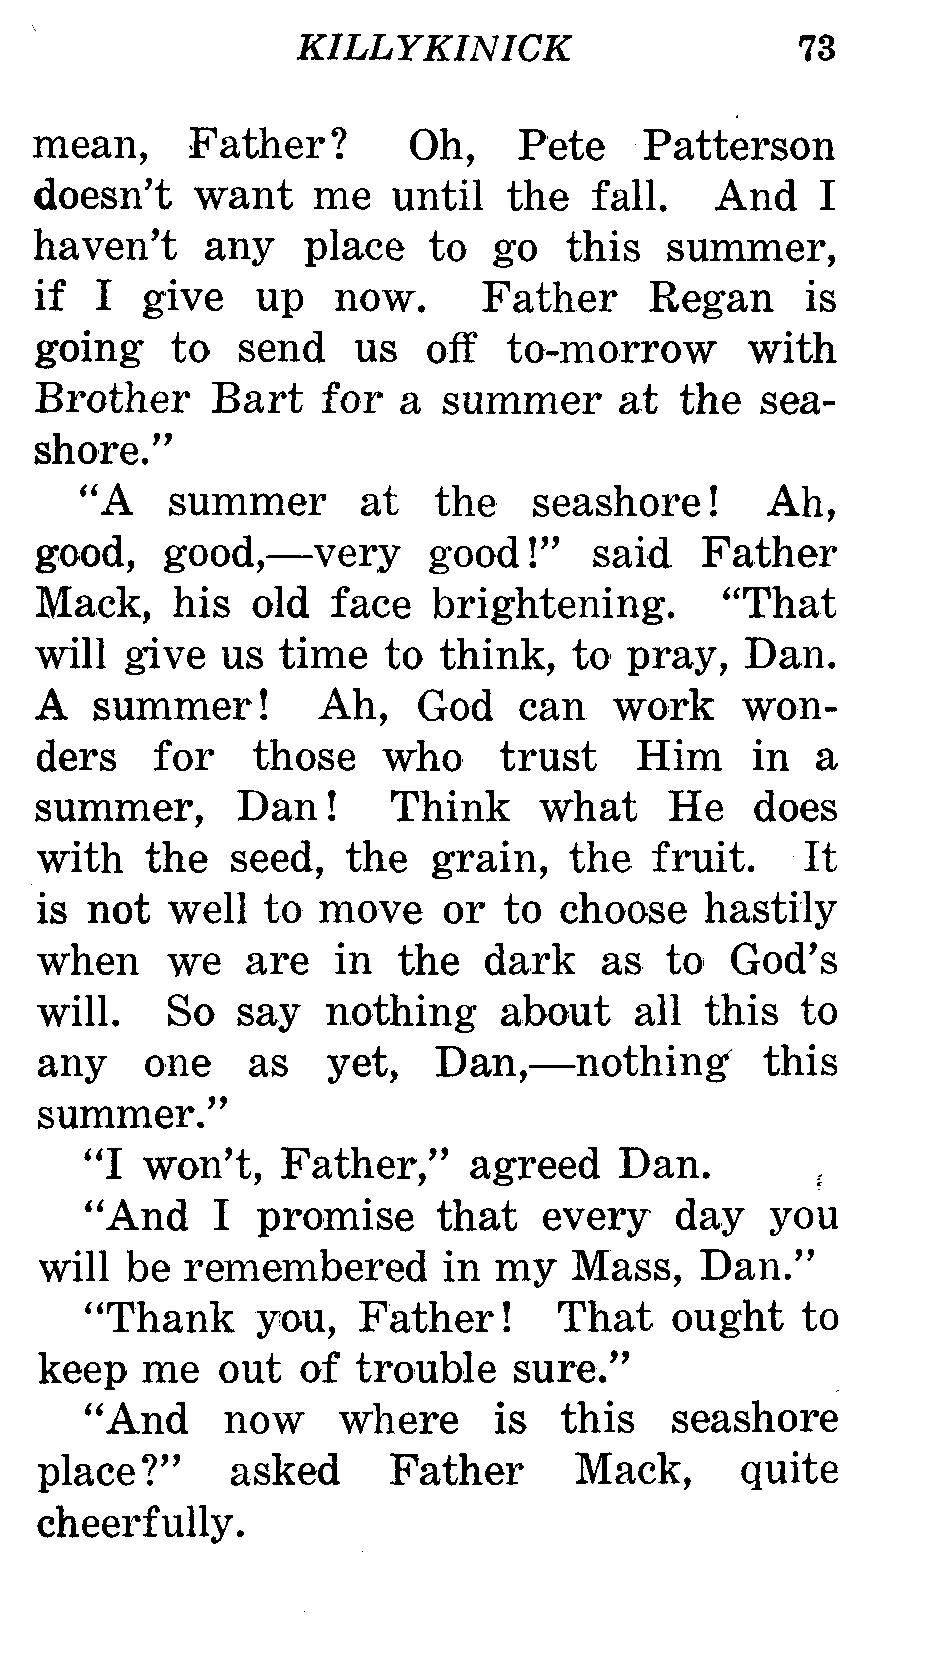 KILLYKINICK 73
mean, Father? Oh, Pete Patterson
doesn't want me until the fall. And I
haven't any place to go this summer,
if I give up now. Father Regan is
going to send us off to-morrow with
Brother Bart for a summer at the sea-
shore."
"A summer at the seashore! Ah,
good, good,—very good!" said Father
Mack, his old face brightening. "That
will give us time to think, to pray, Dan.
A summer! Ah, God can work won-
ders for those who trust Him in a
summer, Dan! Think what He does
with the seed, the grain, the fruit. It
is not well to move or to choose hastily
when we are in the dark as to God's
will. So say nothing about all this to
any one as yet, Dan,—nothing this
summer."
"I won't, Father," agreed Dan.
"And I promise that every day you
will be remembered in my Mass, Dan."
"Thank you, Father! That ought to
keep me out of trouble sure."
"And now where is this seashore
place?" asked Father Mack, quite
cheerfully.